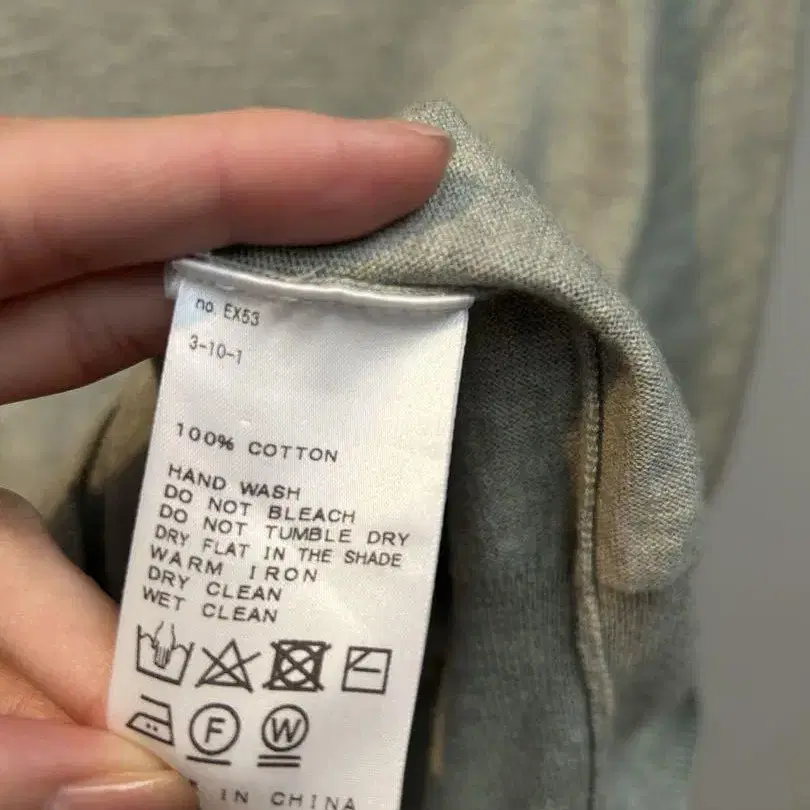 no EX53
3-10-1
100% COTTON
HAND WASH
DO NOT BLEACH
DO NOT TUMBLE DRY
DRY FLAT IN THE SHADE
WARM IRON
DRY CLEAN
WET CLEAN
F W
IN CHINA